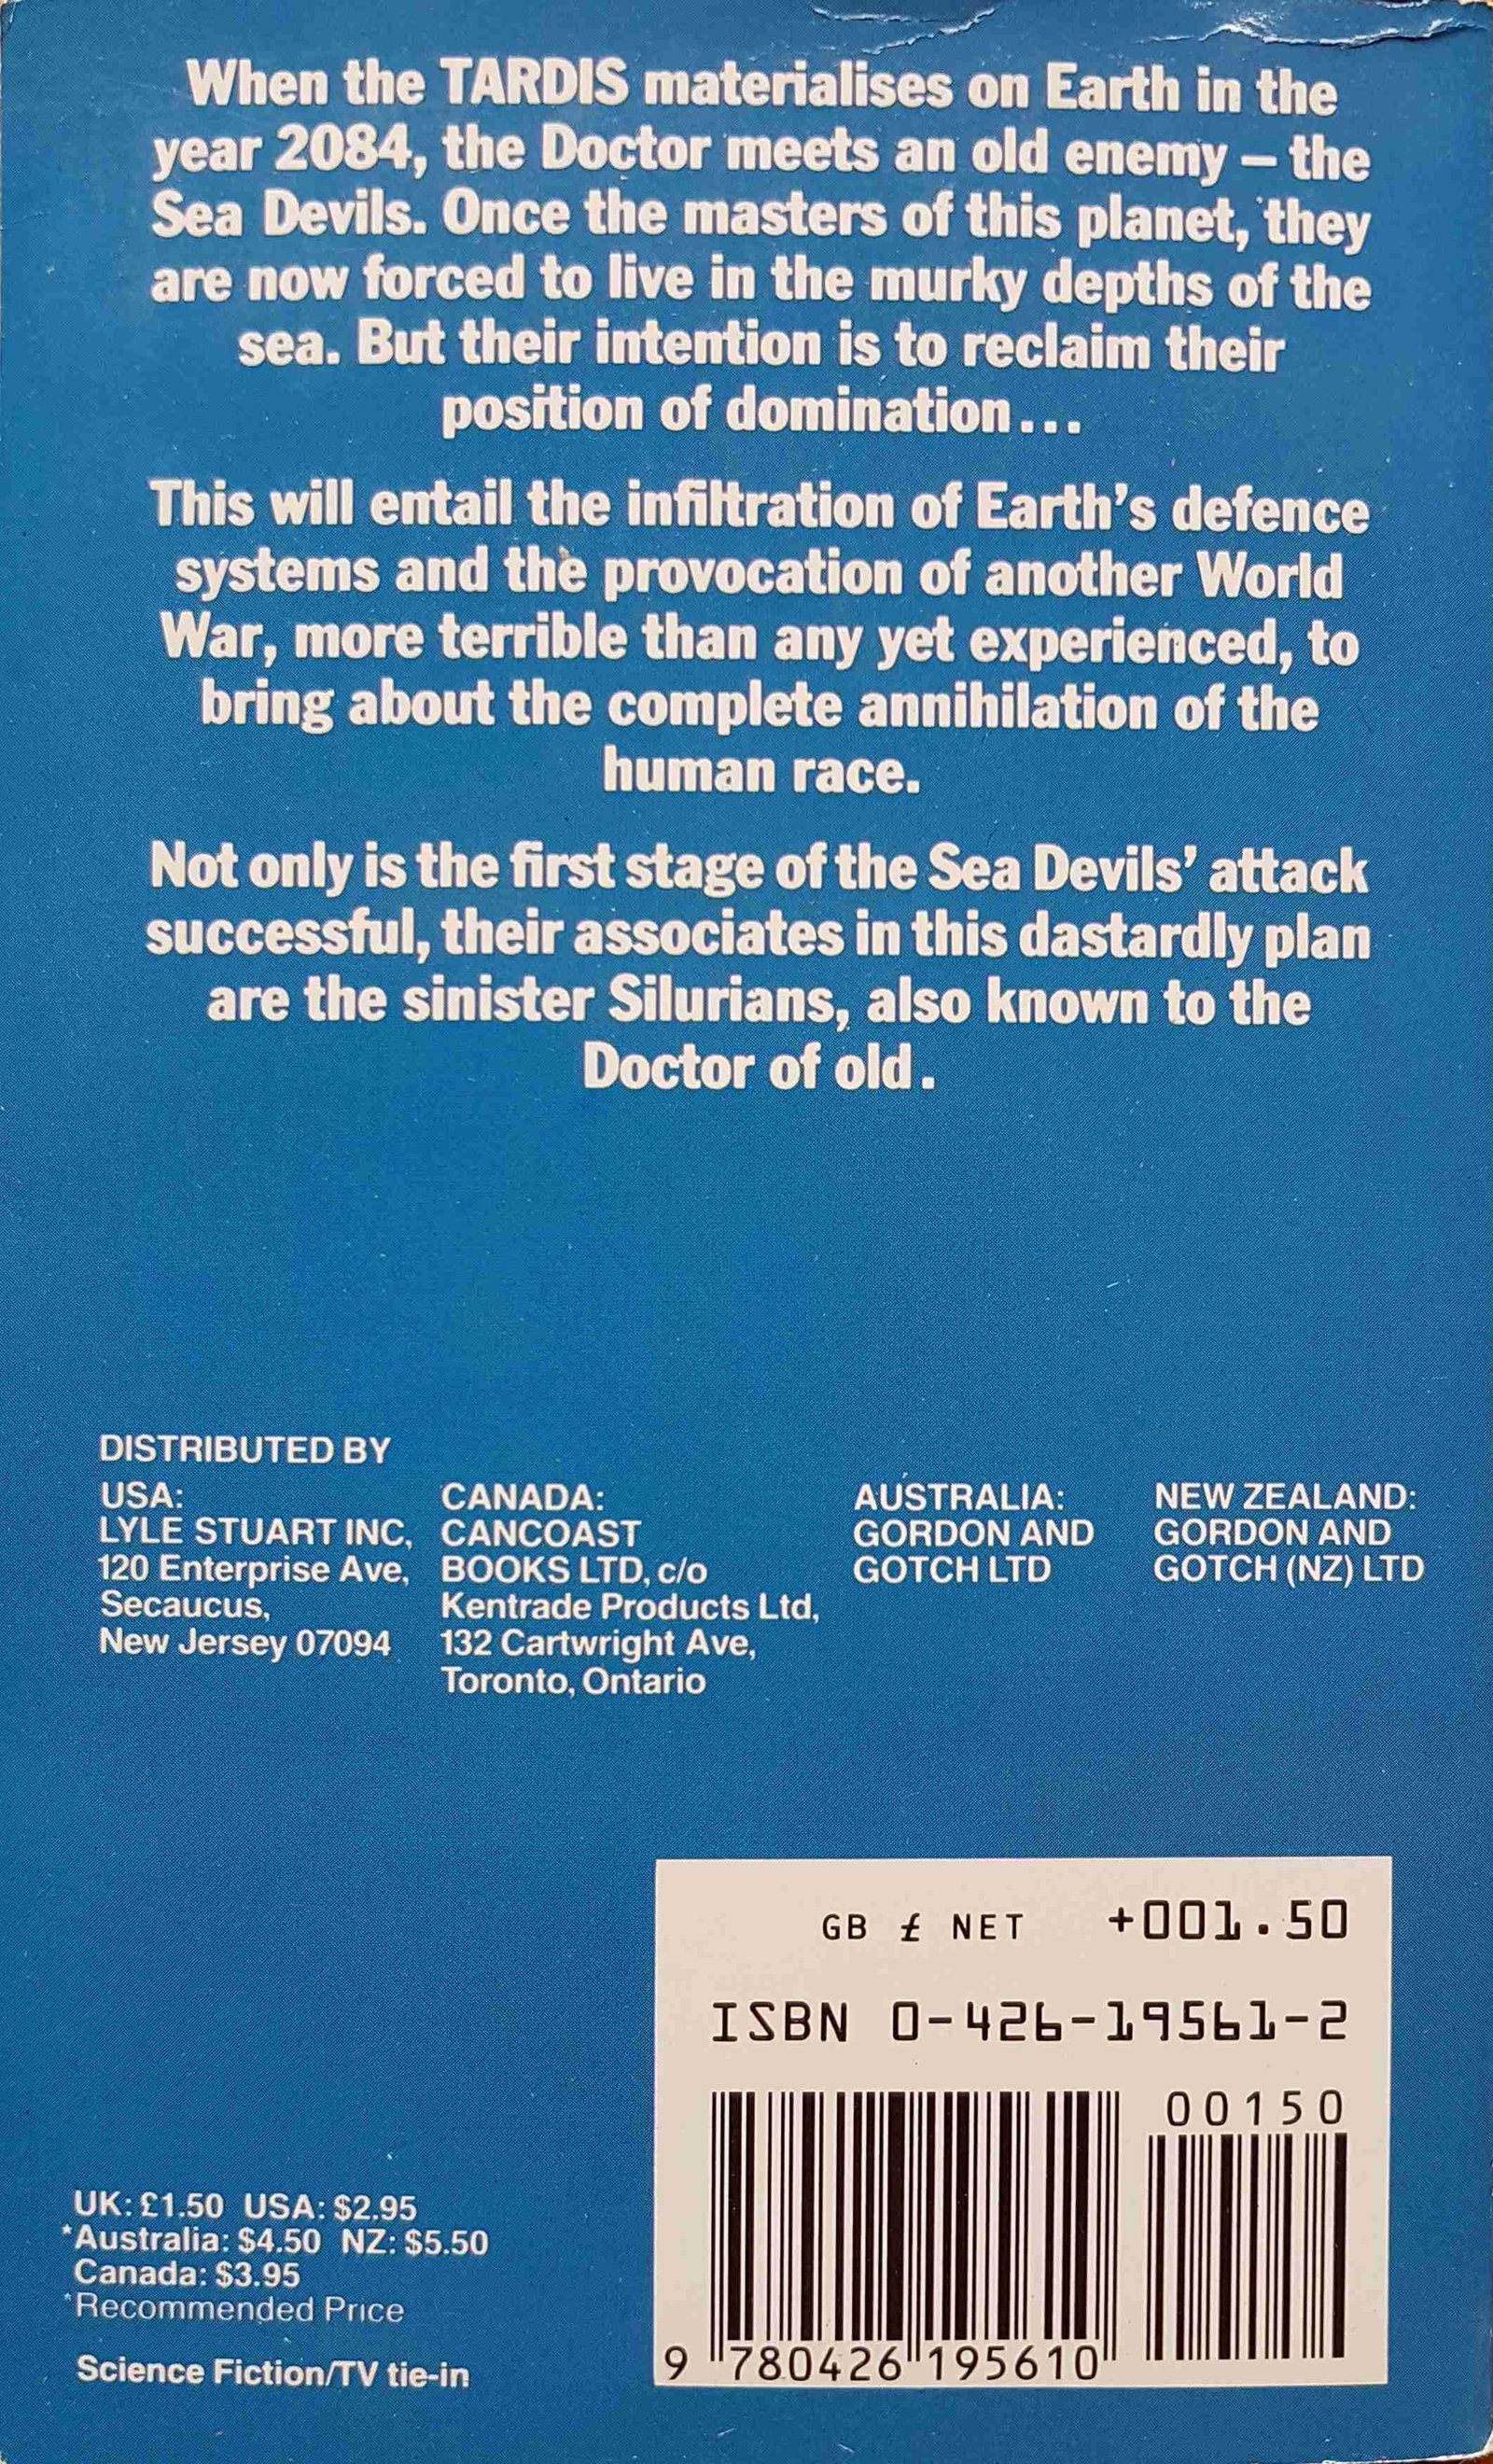 When the TARDIS materialises on Earth in the
year 2084, the Doctor meets an old enemy – the
Sea Devils. Once the masters of this planet, they
are now forced to live in the murky depths of the
sea. But their intention is to reclaim their
position of domination...
This will entail the infiltration of Earth's defence
systems and the provocation of another World
War, more terrible than any yet experienced, to
bring about the complete annihilation of the
human race.
Not only is the first stage of the Sea Devils' attack
successful, their associates in this dastardly plan
are the sinister Silurians, also known to the
Doctor of old.
DISTRIBUTED BY
USA:
LYLE STUART INC,
120 Enterprise Ave,
Secaucus,
New Jersey 07094
CANADA:
CANCOAST
BOOKS LTD, c/o
Kentrade Products Ltd,
132 Cartwright Ave,
Toronto, Ontario
AUSTRALIA:
GORDON AND
GOTCH LTD
NEW ZEALAND:
GORDON AND
GOTCH (NZ) LTD
GB £ NET +001.50
ISBN 0-426-19561-2
00150
9 780426 195610
UK: £1.50 USA: $2.95
*Australia: $4.50 NZ: $5.50
Canada: $3.95
*Recommended Price
Science Fiction/TV tie-in